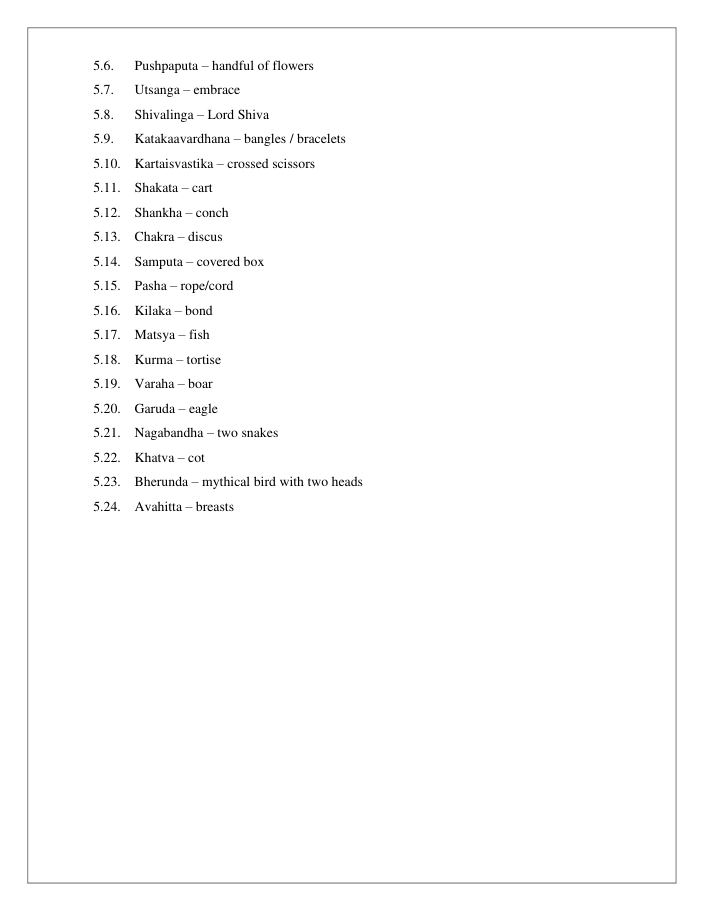 5.6. Pushpaputa – handful of flowers
5.7. Utsanga – embrace
5.8. Shivalinga – Lord Shiva
5.9. Katakaavardhana – bangles / bracelets
5.10. Kartaisvastika – crossed scissors
5.11. Shakata – cart
5.12. Shankha – conch
5.13. Chakra – discus
5.14. Samputa – covered box
5.15. Pasha – rope/cord
5.16. Kilaka – bond
5.17. Matsya – fish
5.18. Kurma – tortise
5.19. Varaha – boar
5.20. Garuda – eagle
5.21. Nagabandha – two snakes
5.22. Khatva – cot
5.23. Bherunda – mythical bird with two heads
5.24. Avahitta – breasts